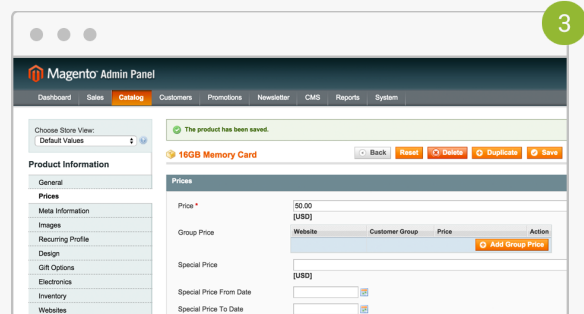 3
Magento Admin Panel
Dashboard Sales Catalog Customers Promotions Newsletter CMS Reports System
Choose Store View:
Default Values
The product has been saved.
16GB Memory Card
Back Reset Delete Duplicate Save
Product Information
General
Prices
Meta Information
Images
Recurring Profile
Design
Gift Options
Electronics
Inventory
Websites
Prices
Price *
50.00
[USD]
Group Price
Website Customer Group Price Action
Add Group Price
Special Price
[USD]
Special Price From Date
Special Price To Date